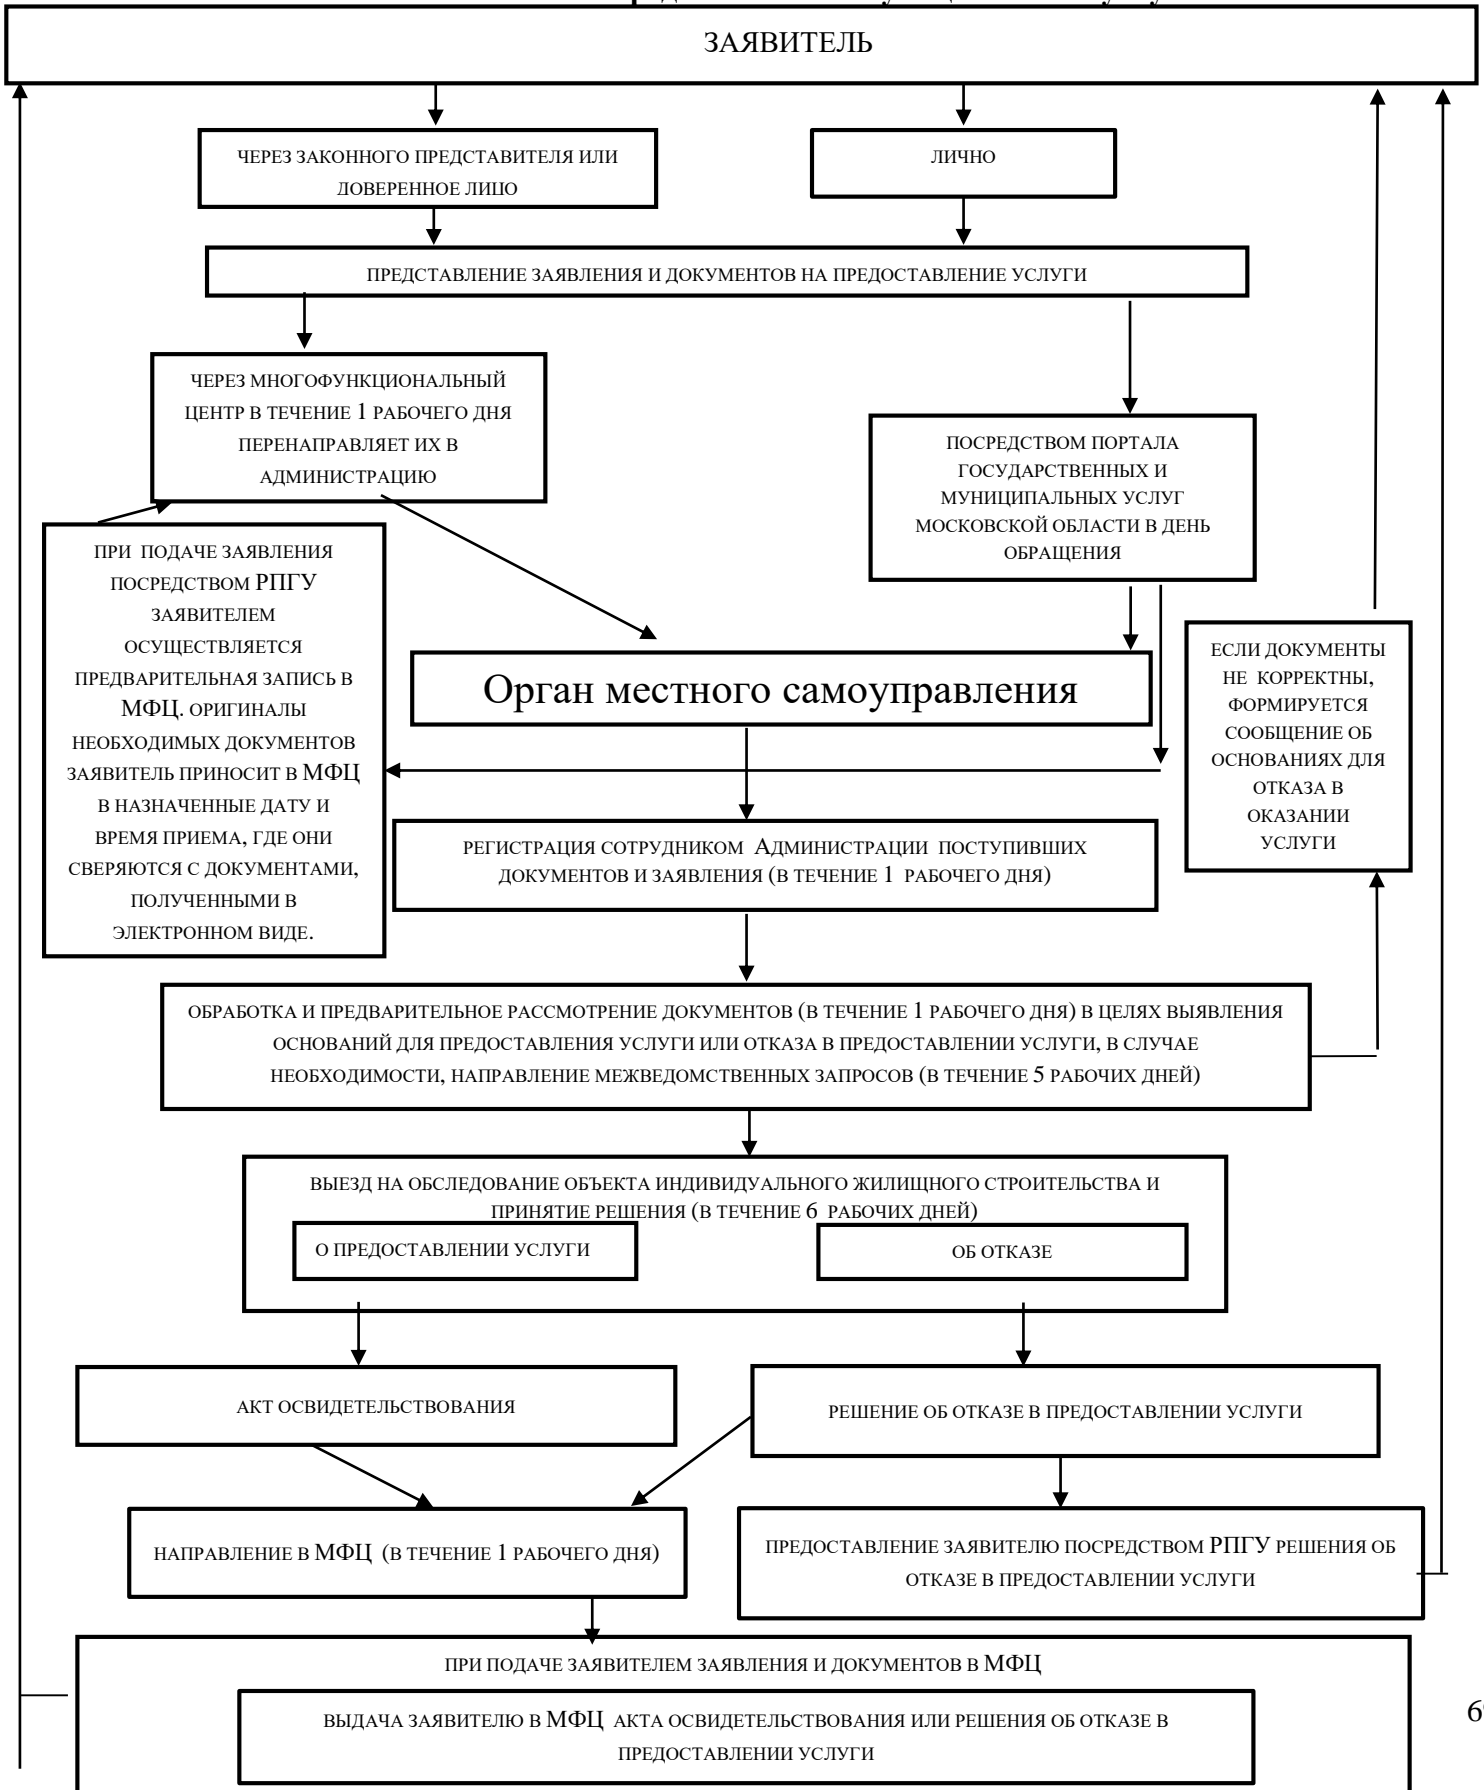 ЗАЯВИТЕЛЬ
ЧЕРЕЗ ЗАКОННОГО ПРЕДСТАВИТЕЛЯ ИЛИ
ДОВЕРЕННОЕ ЛИЦО
ЛИЧНО
ПРЕДСТАВЛЕНИЕ ЗАЯВЛЕНИЯ И ДОКУМЕНТОВ НА ПРЕДОСТАВЛЕНИЕ УСЛУГИ
ЧЕРЕЗ МНОГОФУНКЦИОНАЛЬНЫЙ
ЦЕНТР В ТЕЧЕНИЕ 1 РАБОЧЕГО ДНЯ
ПЕРЕНАПРАВЛЯЕТ ИХ В
АДМИНИСТРАЦИЮ
ПОСРЕДСТВОМ ПОРТАЛА
ГОСУДАРСТВЕННЫХ И
МУНИЦИПАЛЬНЫХ УСЛУГ
МОСКОВСКОЙ ОБЛАСТИ В ДЕНЬ
ОБРАЩЕНИЯ
ПРИ ПОДАЧЕ ЗАЯВЛЕНИЯ
ПОСРЕДСТВОМ РПГУ
ЗАЯВИТЕЛЕМ
ОСУЩЕСТВЛЯЕТСЯ
ПРЕДВАРИТЕЛЬНАЯ ЗАПИСЬ В
МФЦ. ОРИГИНАЛЫ
НЕОБХОДИМЫХ ДОКУМЕНТОВ
ЗАЯВИТЕЛЬ ПРИНОСИТ В МФЦ
В НАЗНАЧЕННЫЕ ДАТУ И
ВРЕМЯ ПРИЕМА, ГДЕ ОНИ
СВЕРЯЮТСЯ С ДОКУМЕНТАМИ,
ПОЛУЧЕННЫМИ В
ЭЛЕКТРОННОМ ВИДЕ.
Орган местного самоуправления
ЕСЛИ ДОКУМЕНТЫ
НЕ КОРРЕКТНЫ,
ФОРМИРУЕТСЯ
СООБЩЕНИЕ ОБ
ОСНОВАНИЯХ ДЛЯ
ОТКАЗА В
ОКАЗАНИИ
УСЛУГИ
РЕГИСТРАЦИЯ СОТРУДНИКОМ АДМИНИСТРАЦИИ ПОСТУПИВШИХ
ДОКУМЕНТОВ И ЗАЯВЛЕНИЯ (В ТЕЧЕНИЕ 1 РАБОЧЕГО ДНЯ)
ОБРАБОТКА И ПРЕДВАРИТЕЛЬНОЕ РАССМОТРЕНИЕ ДОКУМЕНТОВ (В ТЕЧЕНИЕ 1 РАБОЧЕГО ДНЯ) В ЦЕЛЯХ ВЫЯВЛЕНИЯ
ОСНОВАНИЙ ДЛЯ ПРЕДОСТАВЛЕНИЯ УСЛУГИ ИЛИ ОТКАЗА В ПРЕДОСТАВЛЕНИИ УСЛУГИ, В СЛУЧАЕ
НЕОБХОДИМОСТИ, НАПРАВЛЕНИЕ МЕЖВЕДОМСТВЕННЫХ ЗАПРОСОВ (В ТЕЧЕНИЕ 5 РАБОЧИХ ДНЕЙ)
ВЫЕЗД НА ОБСЛЕДОВАНИЕ ОБЪЕКТА ИНДИВИДУАЛЬНОГО ЖИЛИЩНОГО СТРОИТЕЛЬСТВА И
ПРИНЯТИЕ РЕШЕНИЯ (В ТЕЧЕНИЕ 6 РАБОЧИХ ДНЕЙ)
О ПРЕДОСТАВЛЕНИИ УСЛУГИ
ОБ ОТКАЗЕ
АКТ ОСВИДЕТЕЛЬСТВОВАНИЯ
РЕШЕНИЕ ОБ ОТКАЗЕ В ПРЕДОСТАВЛЕНИИ УСЛУГИ
НАПРАВЛЕНИЕ В МФЦ (В ТЕЧЕНИЕ 1 РАБОЧЕГО ДНЯ)
ПРЕДОСТАВЛЕНИЕ ЗАЯВИТЕЛЮ ПОСРЕДСТВОМ РПГУ РЕШЕНИЯ ОБ
ОТКАЗЕ В ПРЕДОСТАВЛЕНИИ УСЛУГИ
ПРИ ПОДАЧЕ ЗАЯВИТЕЛЕМ ЗАЯВЛЕНИЯ И ДОКУМЕНТОВ В МФЦ
ВЫДАЧА ЗАЯВИТЕЛЮ В МФЦ АКТА ОСВИДЕТЕЛЬСТВОВАНИЯ ИЛИ РЕШЕНИЯ ОБ ОТКАЗЕ В
ПРЕДОСТАВЛЕНИИ УСЛУГИ